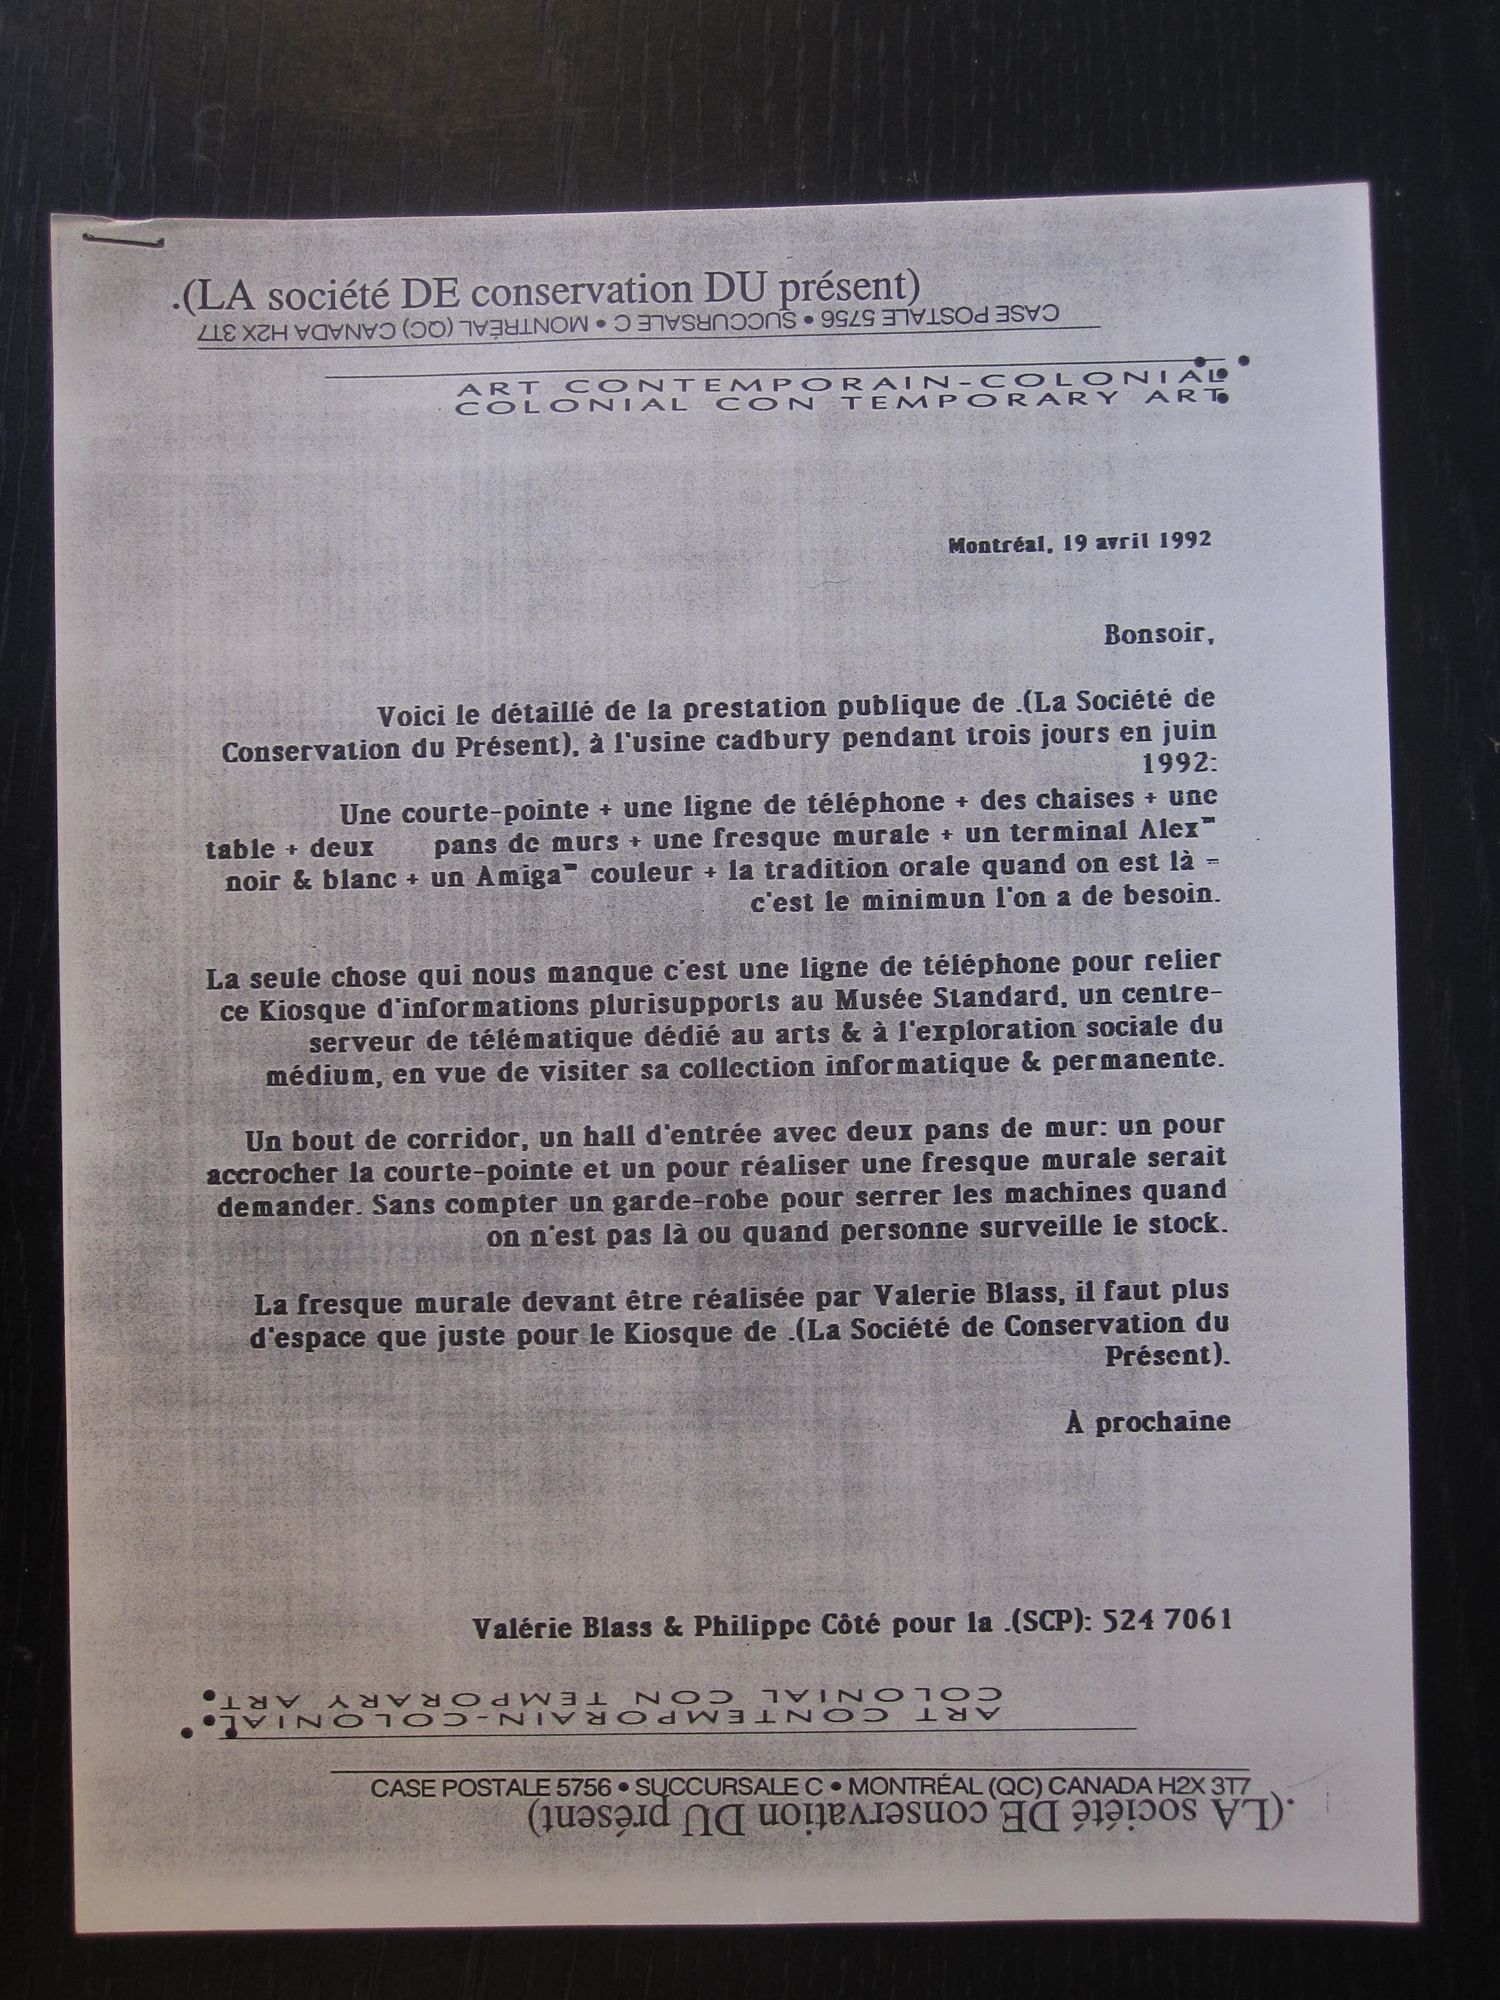 .(LA société DE conservation DU présent)
CASE POSTALE 5756 • SUCCURSALE C • MONTRÉAL (QC) CANADA H2X 3T7
ART CONTEMPORAIN-COLONIAL
COLONIAL CON TEMPORARY ART
Montréal, 19 avril 1992
Bonsoir,
Voici le détaillé de la prestation publique de .(La Société de
Conservation du Présent), à l'usine cadbury pendant trois jours en juin
1992:
Une courte-pointe + une ligne de téléphone + des chaises + une
table + deux pans de murs + une fresque murale + un terminal Alex™
noir & blanc + un Amiga™ couleur + la tradition orale quand on est là =
c'est le minimun l'on a de besoin.
La seule chose qui nous manque c'est une ligne de téléphone pour relier
ce Kiosque d'informations plurisupports au Musée Standard, un centre-
serveur de télématique dédié au arts & à l'exploration sociale du
médium, en vue de visiter sa collection informatique & permanente.
Un bout de corridor, un hall d'entrée avec deux pans de mur: un pour
accrocher la courte-pointe et un pour réaliser une fresque murale serait
demander. Sans compter un garde-robe pour serrer les machines quand
on n'est pas là ou quand personne surveille le stock.
La fresque murale devant être réalisée par Valerie Blass, il faut plus
d'espace que juste pour le Kiosque de .(La Société de Conservation du
Présent).
À prochaine
Valérie Blass & Philippe Côté pour la .(SCP): 524 7061
COLONIAL CON TEMPORARY ART
ART CONTEMPORAIN-COLONIAL
CASE POSTALE 5756 • SUCCURSALE C • MONTRÉAL (QC) CANADA H2X 3T7
.(LA société DE conservation DU présent)